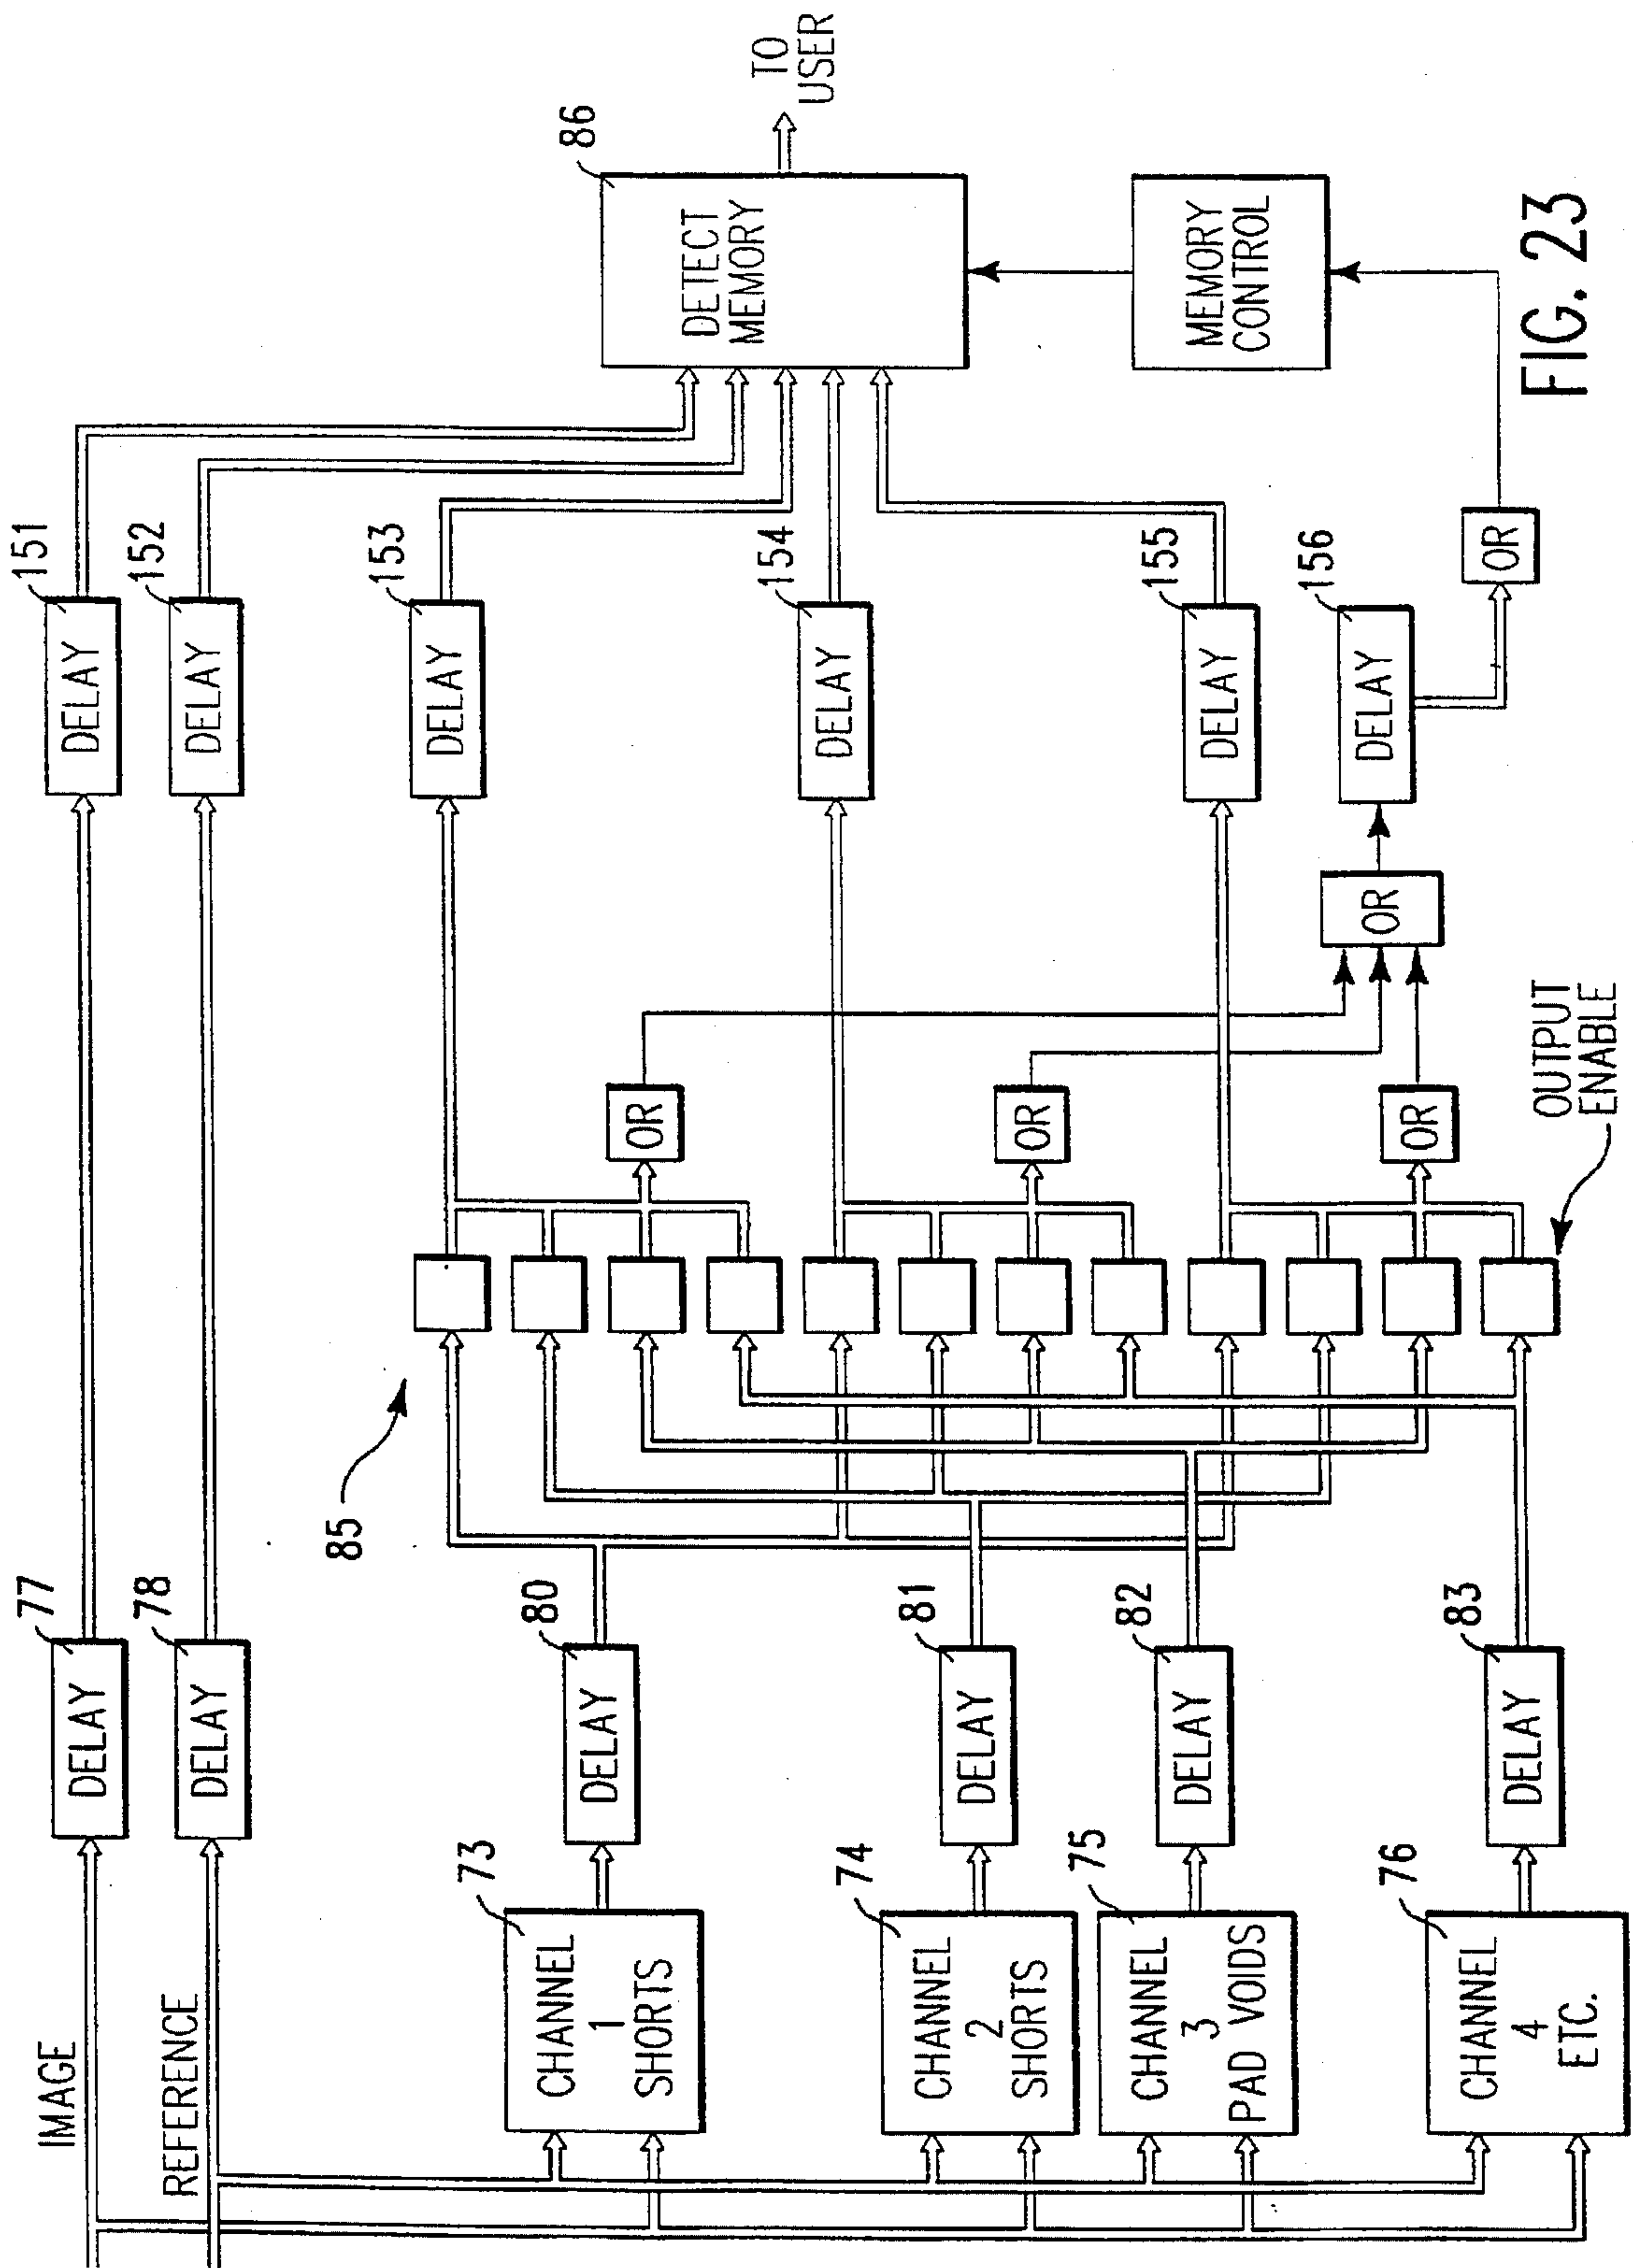 IMAGE
REFERENCE
77
DELAY
78
DELAY
151
DELAY
152
DELAY
73
CHANNEL
1
SHORTS
80
DELAY
74
CHANNEL
2
SHORTS
81
DELAY
75
CHANNEL
3
PAD VOIDS
82
DELAY
76
CHANNEL
4
ETC.
83
DELAY
85
OUTPUT
ENABLE
OR
OR
OR
OR
153
DELAY
154
DELAY
155
DELAY
156
DELAY
OR
86
DETECT
MEMORY
MEMORY
CONTROL
TO
USER
FIG. 23